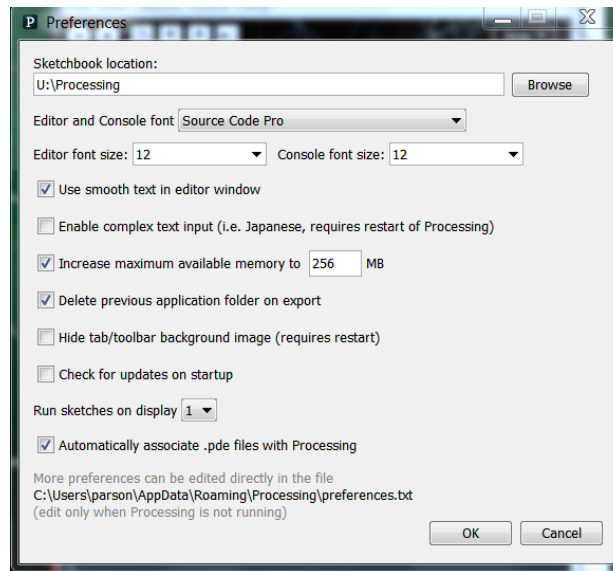 P Preferences
Sketchbook location:
U:\Processing
Browse
Editor and Console font Source Code Pro
Editor font size: 12 Console font size: 12
Use smooth text in editor window
Enable complex text input (i.e. Japanese, requires restart of Processing)
Increase maximum available memory to 256 MB
Delete previous application folder on export
Hide tab/toolbar background image (requires restart)
Check for updates on startup
Run sketches on display 1
Automatically associate .pde files with Processing
More preferences can be edited directly in the file
C:\Users\parson\AppData\Roaming\Processing\preferences.txt
(edit only when Processing is not running)
OK Cancel